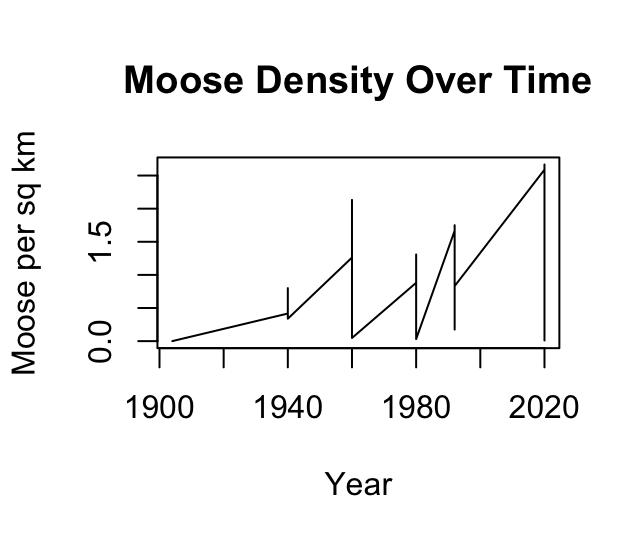 Moose Density Over Time
Moose per sq km
1.5
0.0
1900 1940 1980 2020
Year